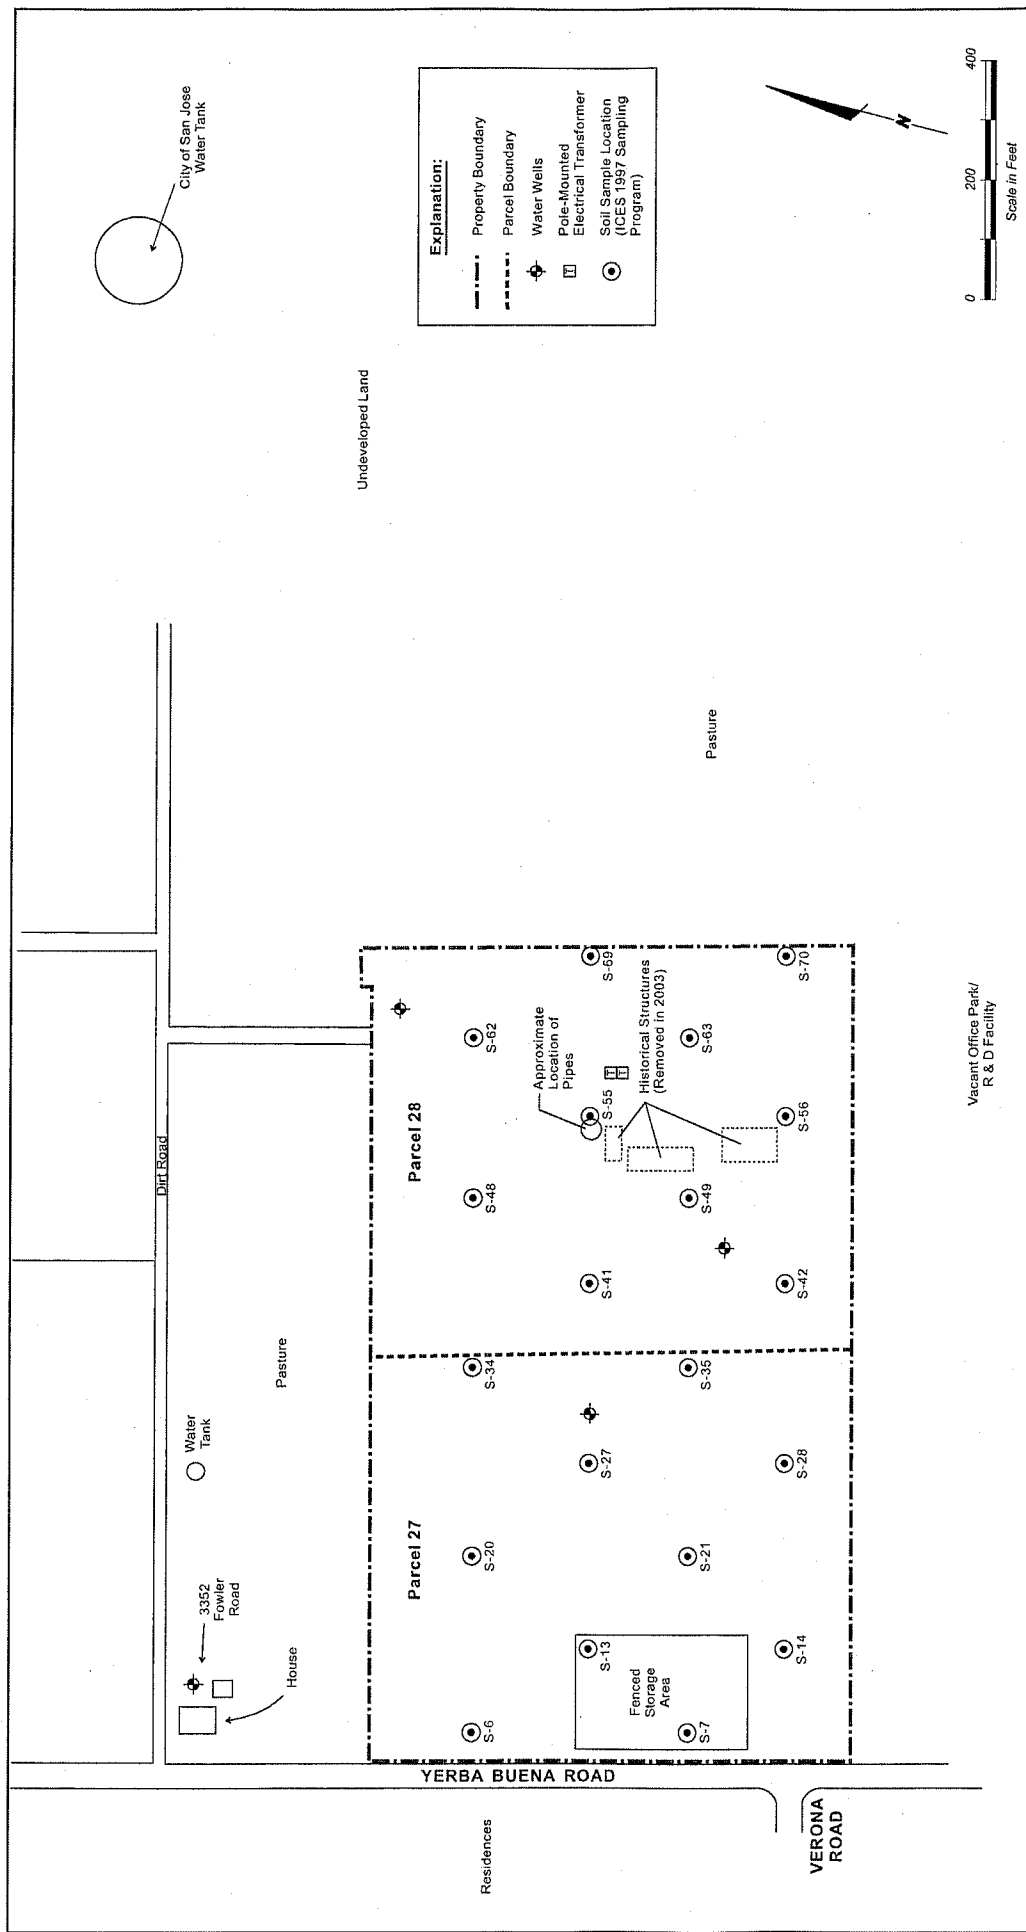 City of San Jose
Water Tank
Undeveloped Land
Explanation:
Property Boundary
Parcel Boundary
Water Wells
T
Pole-Mounted
Electrical Transformer
Soil Sample Location
(ICES 1997 Sampling
Program)
N
0
200
400
Scale in Feet
Dirt Road
Pasture
Pasture
Water
Tank
3352
Fowler
Road
House
Parcel 27
Parcel 28
S-6
S-20
S-34
S-48
S-62
S-13
S-27
S-41
S-55
S-69
Approximate
Location of
Pipes
T
T
Historical Structures
(Removed in 2003)
Fenced
Storage
Area
S-7
S-21
S-35
S-49
S-63
S-14
S-28
S-42
S-56
S-70
YERBA BUENA ROAD
Residences
VERONA
ROAD
Vacant Office Park/
R & D Facility